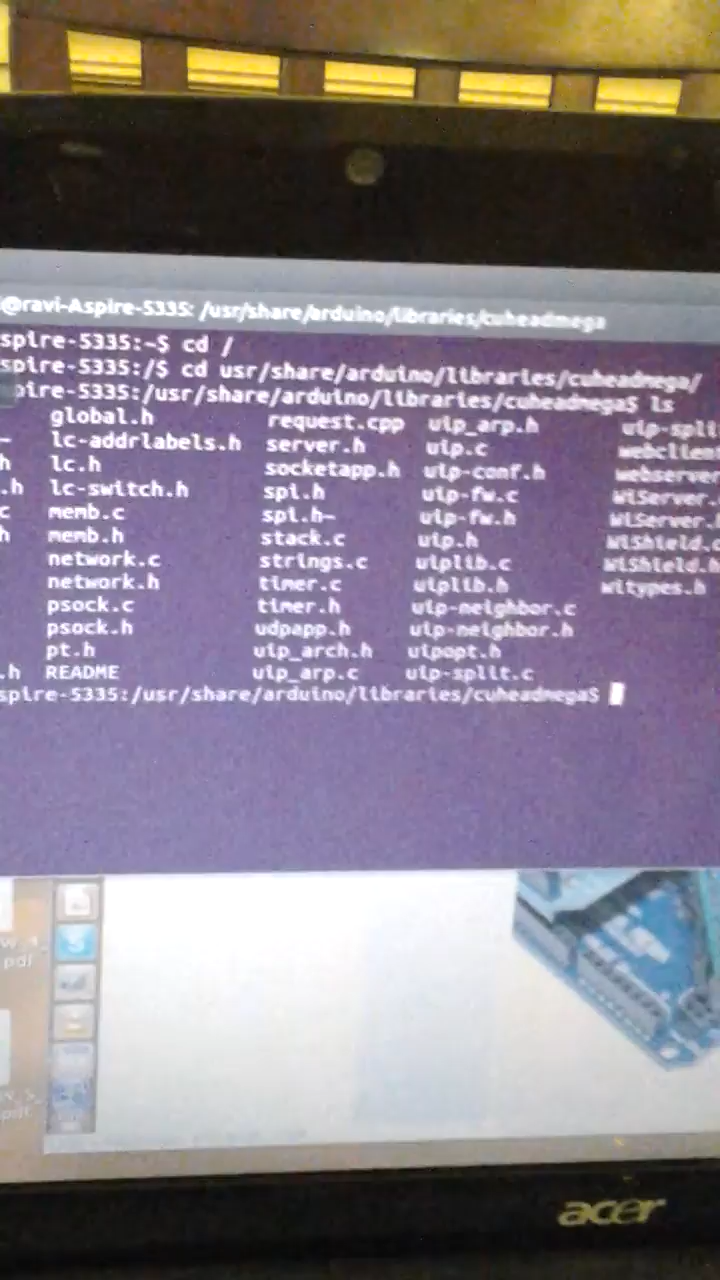 @ravi-Aspire-5335: /usr/share/arduino/libraries/cuheadmega
spire-5335:~$ cd /
spire-5335:/$ cd usr/share/arduino/libraries/cuheadmega/
pire-5335:/usr/share/arduino/libraries/cuheadmega$ ls
global.h request.cpp uip_arp.h uip-split
~ lc-addrlabels.h server.h uip.c webclient
h lc.h socketapp.h uip-conf.h webserver.
.h lc-switch.h spi.h uip-fw.c WiServer.
c memb.c spi.h~ uip-fw.h WiServer.
h memb.h stack.c uip.h WiShield.c
network.c strings.c uiplib.c WiShield.h
network.h timer.c uiplib.h witypes.h
psock.c timer.h uip-neighbor.c
psock.h udpapp.h uip-neighbor.h
pt.h uip_arch.h uipopt.h
.h README uip_arp.c uip-split.c
spire-5335:/usr/share/arduino/libraries/cuheadmega$
.pdf
.pdf
acer